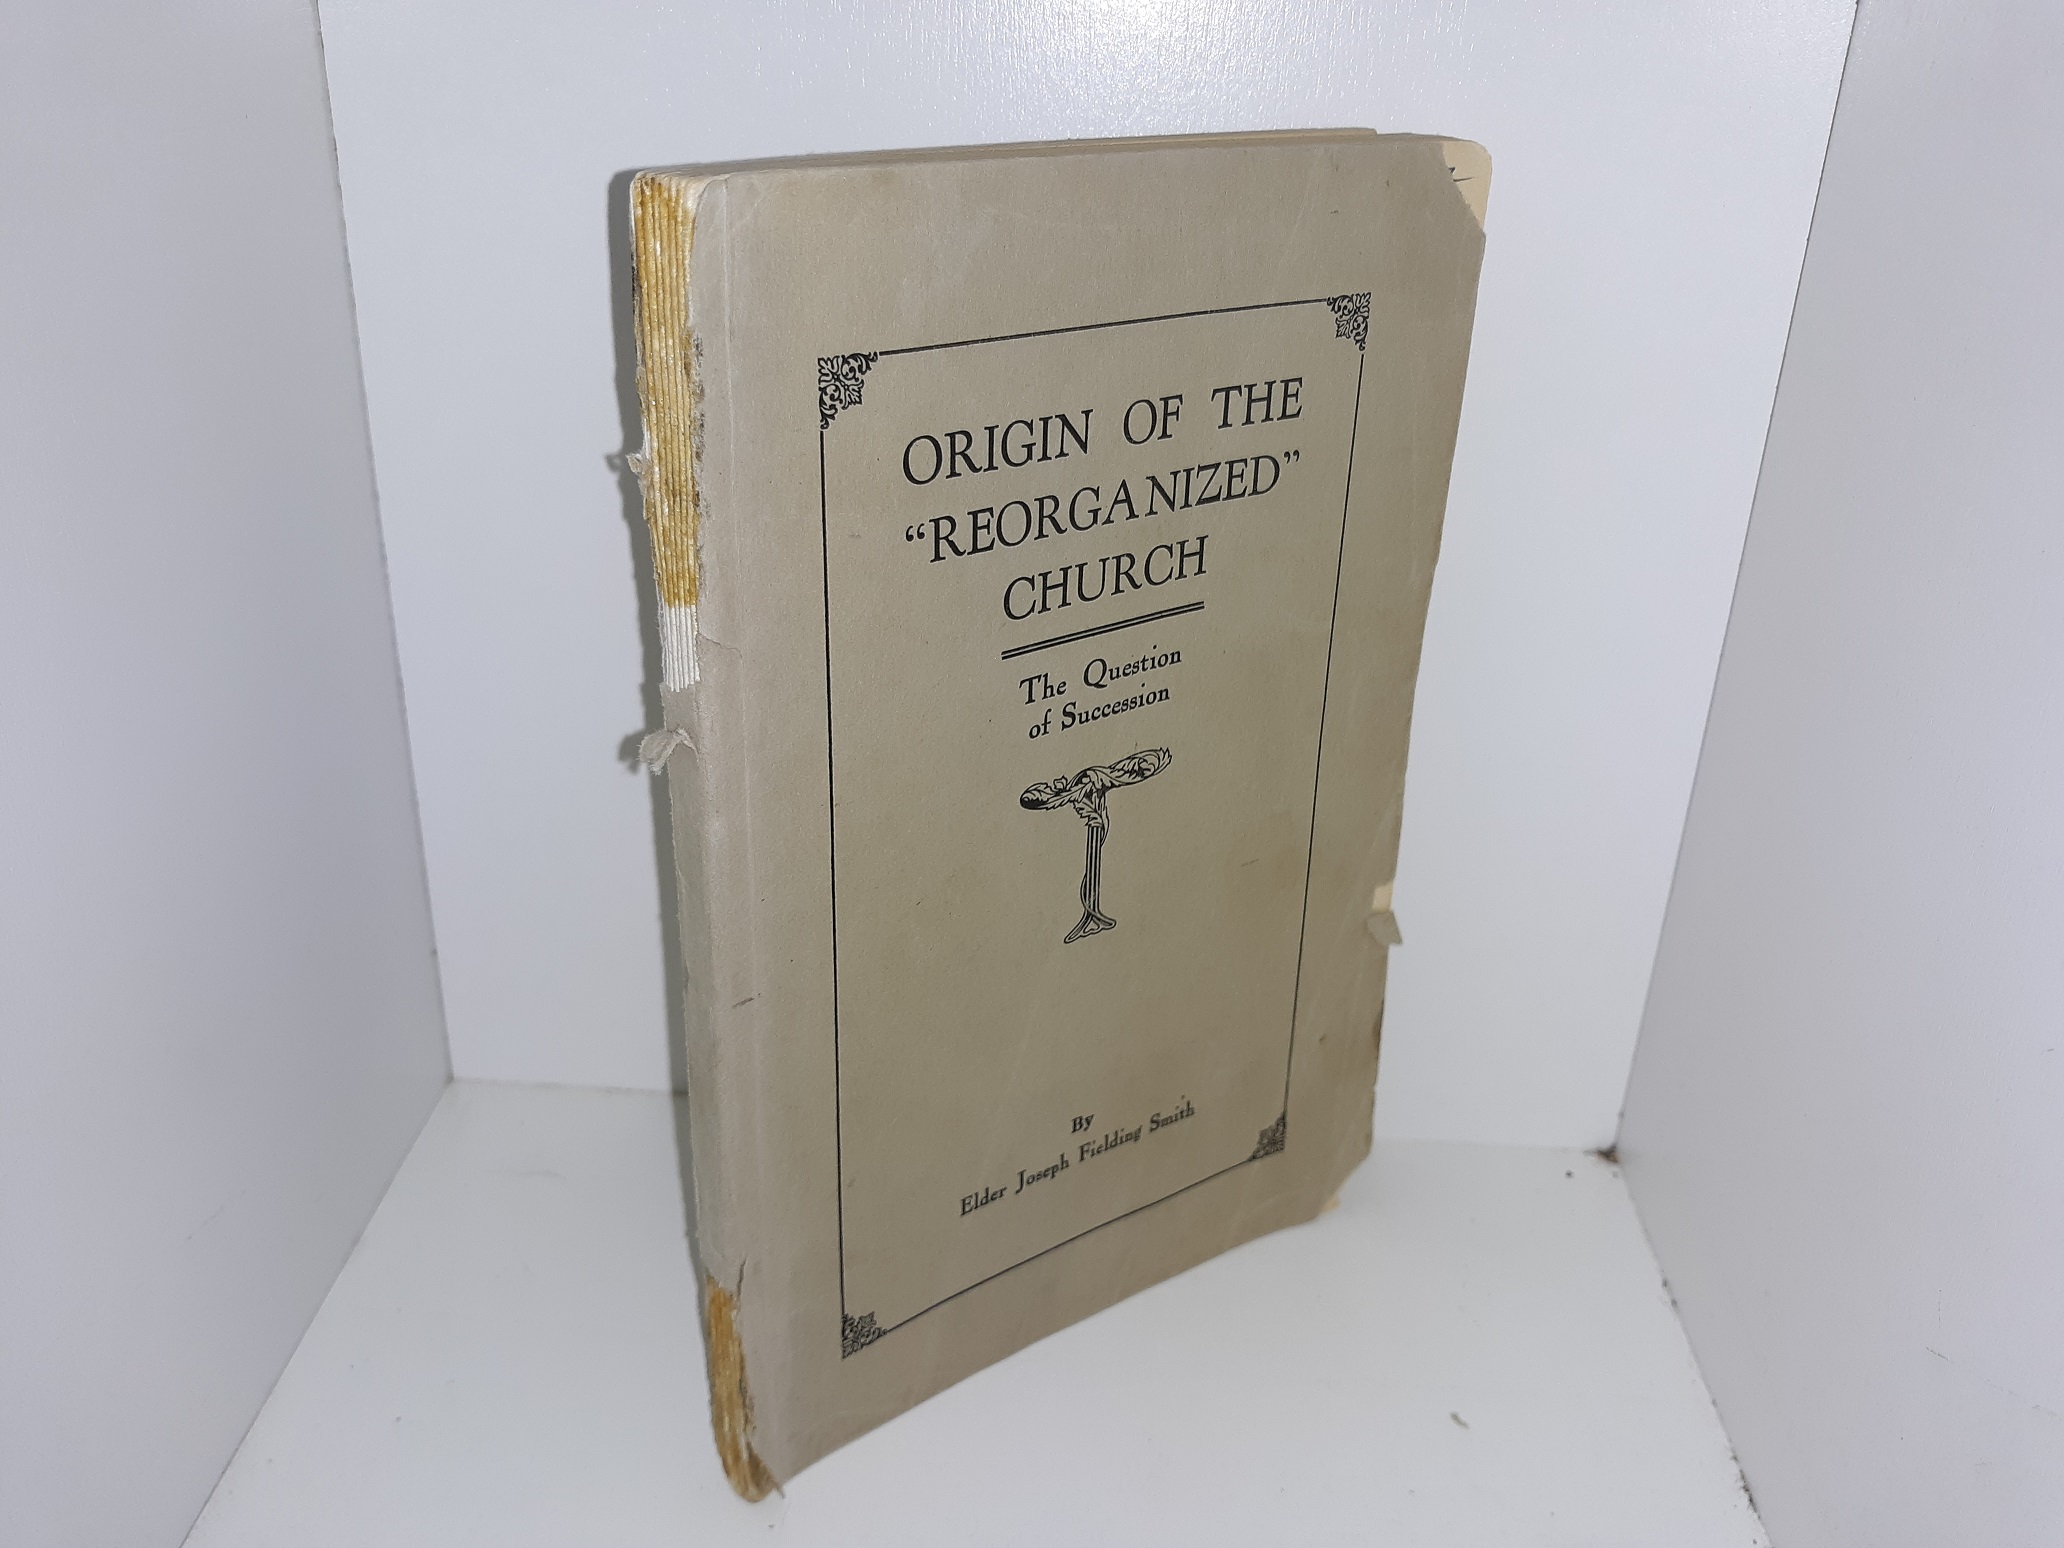 ORIGIN OF THE
“REORGANIZED”
CHURCH
The Question
of Succession
By
Elder Joseph Fielding Smith